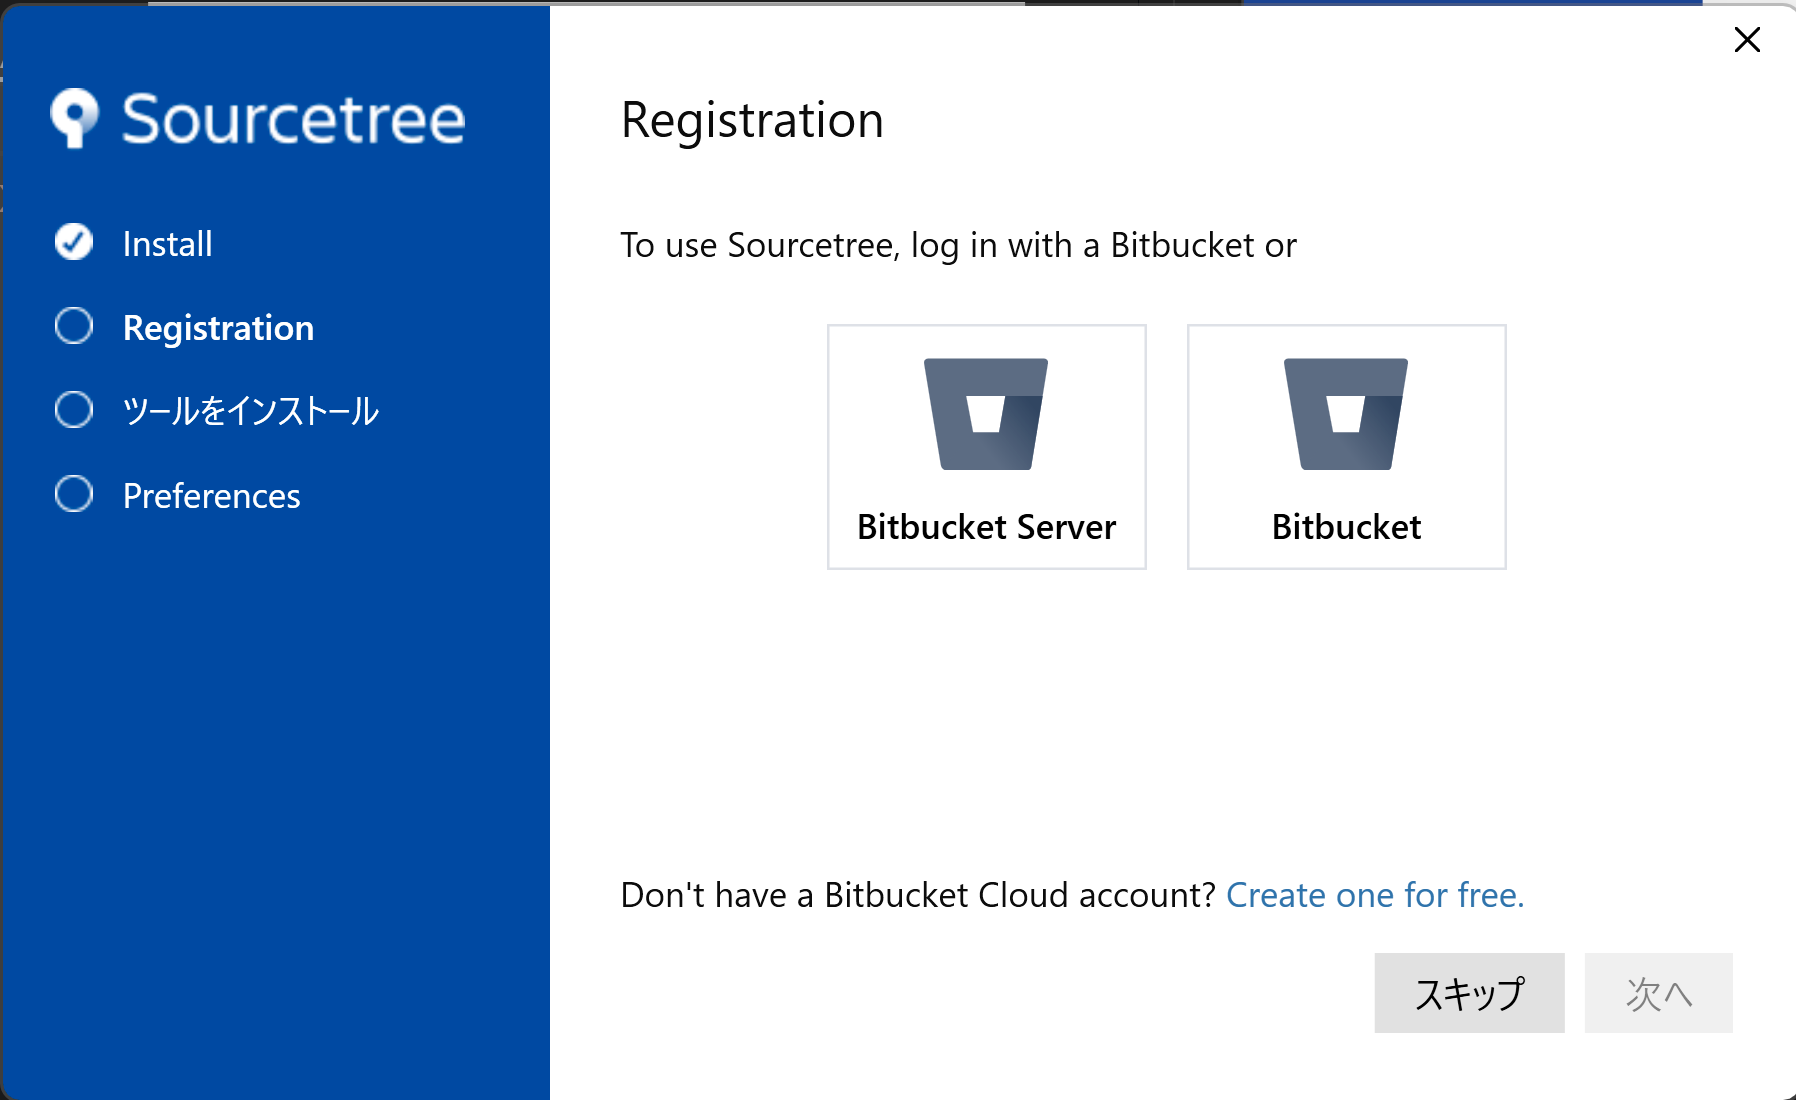 Sourcetree
Install
Registration
ツールをインストール
Preferences
Registration
To use Sourcetree, log in with a Bitbucket or
Bitbucket Server
Bitbucket
Don't have a Bitbucket Cloud account? Create one for free.
スキップ
次へ